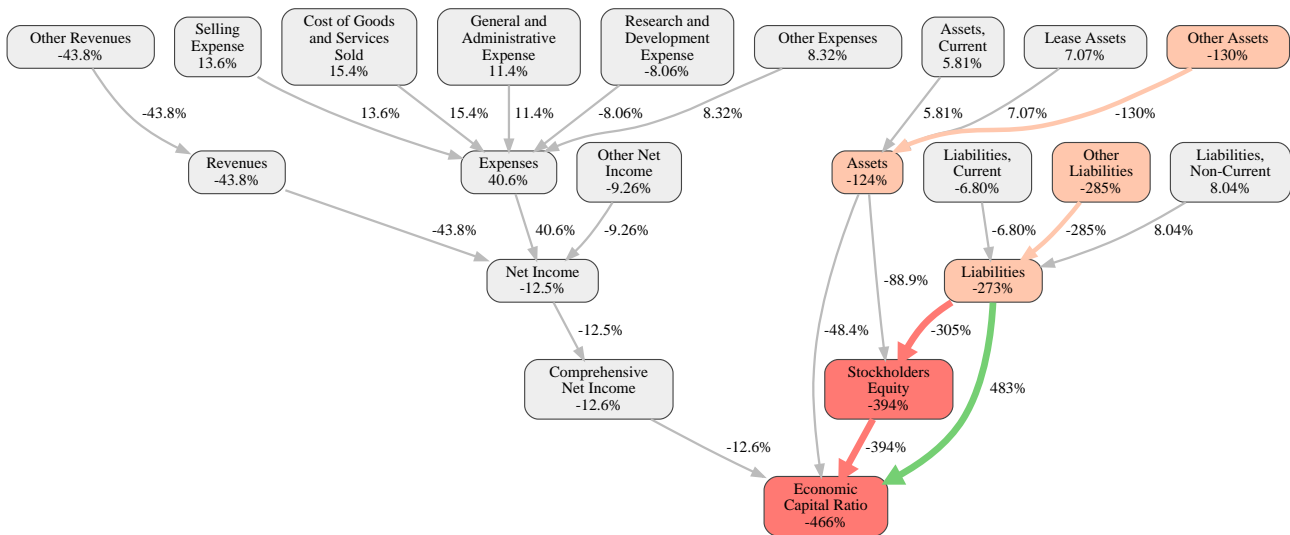 Other Revenues
-43.8%
Selling
Expense
13.6%
Cost of Goods
and Services
Sold
15.4%
General and
Administrative
Expense
11.4%
Research and
Development
Expense
-8.06%
Other Expenses
8.32%
Assets,
Current
5.81%
Lease Assets
7.07%
Other Assets
-130%
-43.8%
13.6%
15.4%
11.4%
-8.06%
8.32%
5.81%
7.07%
-130%
Revenues
-43.8%
Expenses
40.6%
Other Net
Income
-9.26%
Assets
-124%
Liabilities,
Current
-6.80%
Other
Liabilities
-285%
Liabilities,
Non-Current
8.04%
-43.8%
40.6%
-9.26%
-6.80%
-285%
8.04%
Net Income
-12.5%
-88.9%
Liabilities
-273%
-12.5%
-48.4%
-305%
Comprehensive
Net Income
-12.6%
Stockholders
Equity
-394%
483%
-12.6%
-394%
Economic
Capital Ratio
-466%